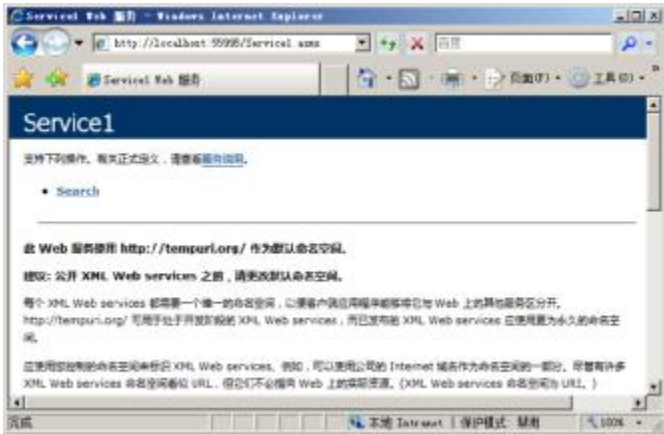 Service1 Web 服务 - Windows Internet Explorer
http://localhost:55995/Service1.asmx
百度
Service1 Web 服务
页面(P)
工具(O)
Service1
支持下列操作。有关正式定义，请查看服务说明。
Search
此 Web 服务使用 http://tempuri.org/ 作为默认命名空间。
建议: 公开 XML Web services 之前，请更改默认命名空间。
每个 XML Web services 都需要一个唯一的命名空间，以便客户端应用程序能够将它与 Web 上的其他服务区分开。
http://tempuri.org/ 可用于处于开发阶段的 XML Web services，而已发布的 XML Web services 应使用更为永久的命名空
间。
应使用您控制的命名空间来标识 XML Web services。例如，可以使用公司的 Internet 域名作为命名空间的一部分。尽管有许多
XML Web services 命名空间看似 URL，但它们不必指向 Web 上的实际资源。(XML Web services 命名空间为 URI。)
完成
本地 Intranet | 保护模式: 禁用
100%